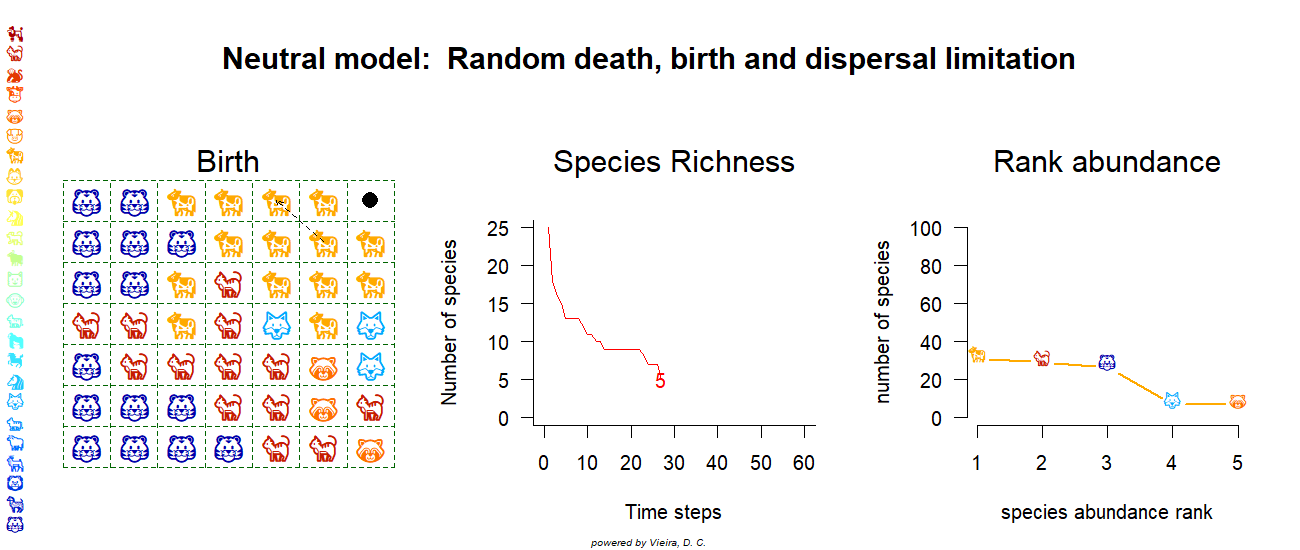 Neutral model:  Random death, birth and dispersal limitation
Birth
Species Richness
Number of species
25
20
15
10
5
0
5
0 10 20 30 40 50 60
Time steps
Rank abundance
number of species
100
80
60
40
20
0
1 2 3 4 5
species abundance rank
powered by Vieira, D. C.